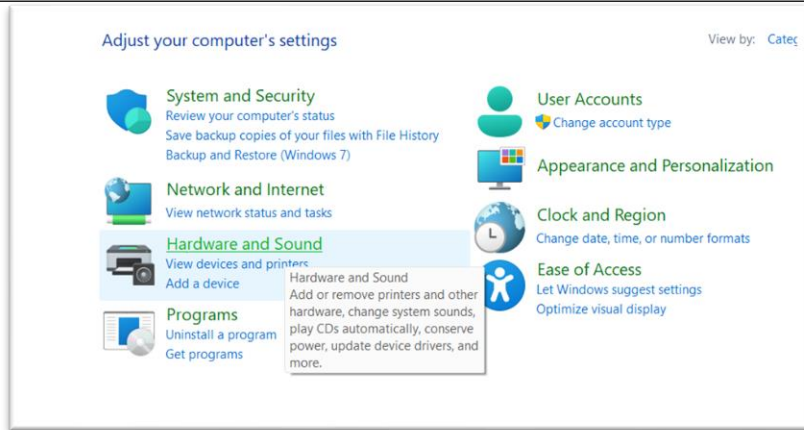 Adjust your computer's settings
View by: Categ
System and Security
Review your computer's status
Save backup copies of your files with File History
Backup and Restore (Windows 7)
Network and Internet
View network status and tasks
Hardware and Sound
View devices and printers
Add a device
Hardware and Sound
Add or remove printers and other
hardware, change system sounds,
play CDs automatically, conserve
power, update device drivers, and
more.
Programs
Uninstall a program
Get programs
User Accounts
Change account type
Appearance and Personalization
Clock and Region
Change date, time, or number formats
Ease of Access
Let Windows suggest settings
Optimize visual display